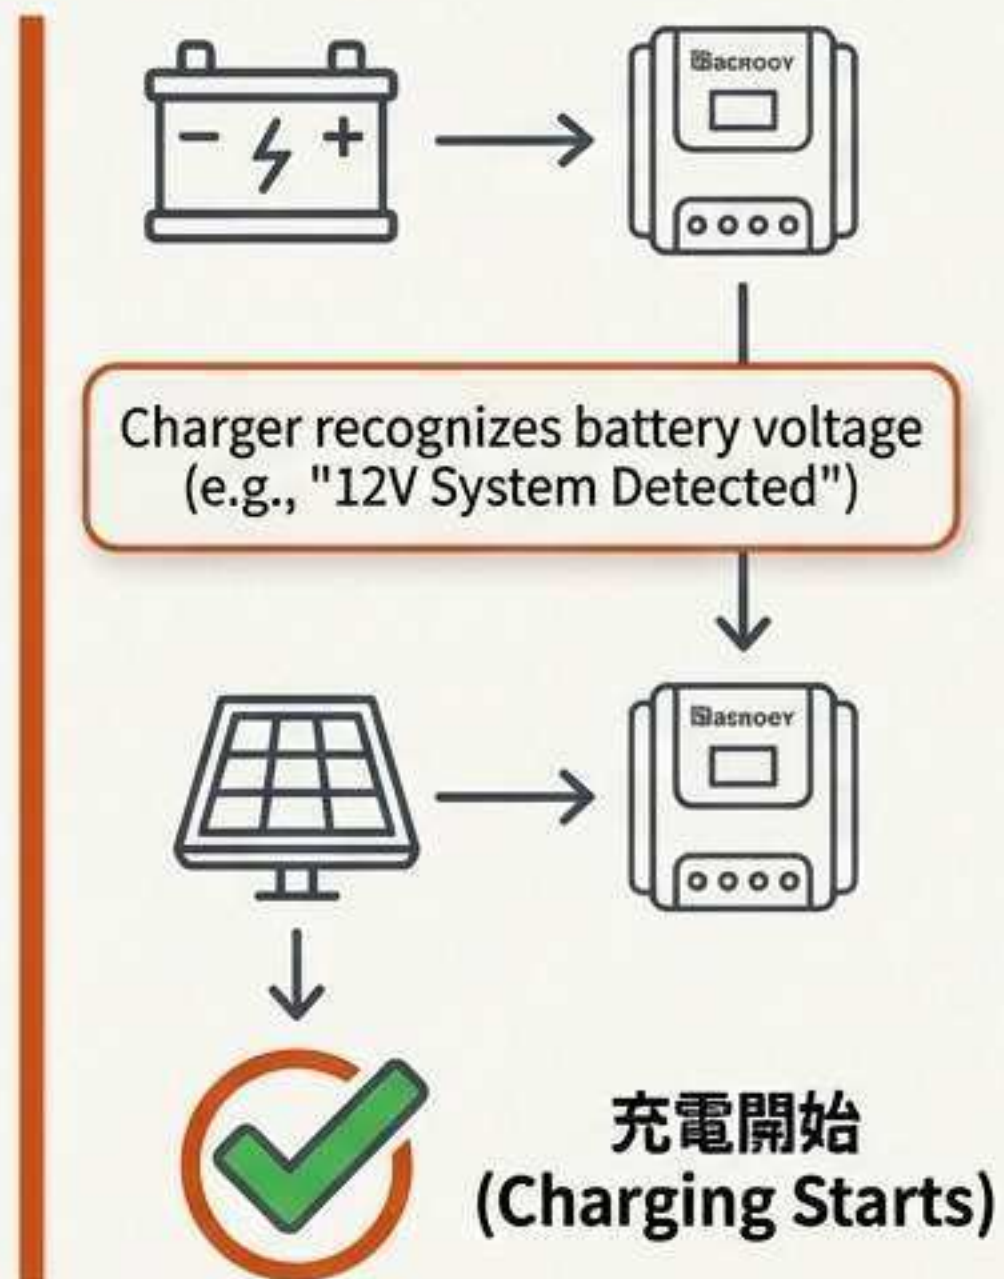 Charger recognizes battery voltage
(e.g., "12V System Detected")
充電開始
(Charging Starts)